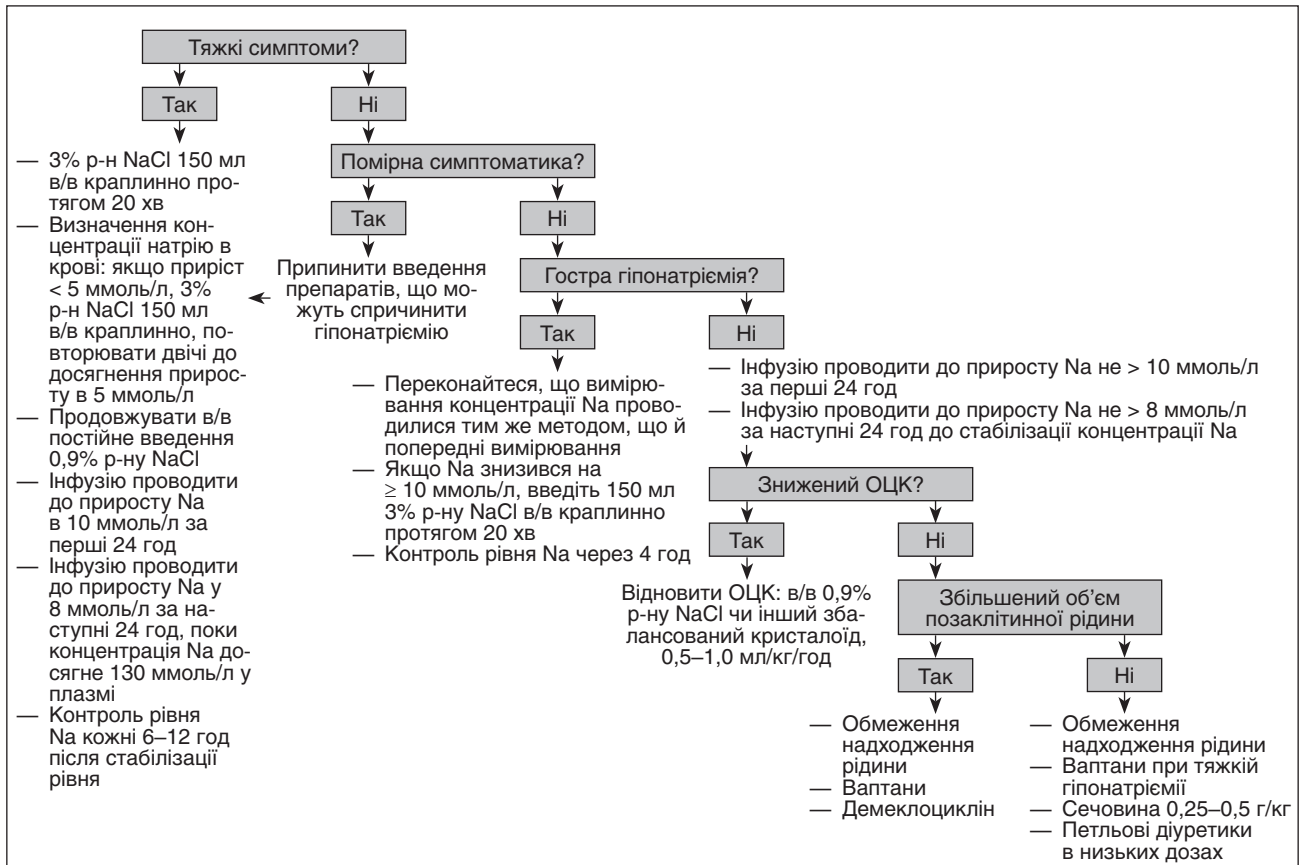 Тяжкі симптоми?
Так
Ні
— 3% р-н NaCl 150 мл
в/в краплинно про-
тягом 20 хв
— Визначення кон-
центрації натрію в
крові: якщо приріст
< 5 ммоль/л, 3%
р-н NaCl 150 мл
в/в краплинно, по-
вторювати двічі до
досягнення прирос-
ту в 5 ммоль/л
— Продовжувати в/в
постійне введення
0,9% р-ну NaCl
— Інфузію проводити
до приросту Na
в 10 ммоль/л за
перші 24 год
— Інфузію проводити
до приросту Na у
8 ммоль/л за на-
ступні 24 год, поки
концентрація Na до-
сягне 130 ммоль/л у
плазмі
— Контроль рівня
Na кожні 6–12 год
після стабілізації
рівня
Помірна симптоматика?
Так
Ні
Припинити введення
препаратів, що мо-
жуть спричинити
гіпонатріємію
Гостра гіпонатріємія?
Так
Ні
— Переконайтеся, що вимірю-
вання концентрації Na прово-
дилися тим же методом, що й
попередні вимірювання
— Якщо Na знизився на
≥ 10 ммоль/л, введіть 150 мл
3% р-ну NaCl в/в краплинно
протягом 20 хв
— Контроль рівня Na через 4 год
— Інфузію проводити до приросту Na не > 10 ммоль/л
за перші 24 год
— Інфузію проводити до приросту Na не > 8 ммоль/л
за наступні 24 год до стабілізації концентрації Na
Знижений ОЦК?
Так
Ні
Відновити ОЦК: в/в 0,9%
р-ну NaCl чи інший зба-
лансований кристалоїд,
0,5–1,0 мл/кг/год
Збільшений об’єм
позаклітинної рідини
Так
Ні
— Обмеження
надходження
рідини
— Ваптани
— Демеклоциклін
— Обмеження
надходження рідини
— Ваптани при тяжкій
гіпонатріємії
— Сечовина 0,25–0,5 г/кг
— Петльові діуретики
в низьких дозах